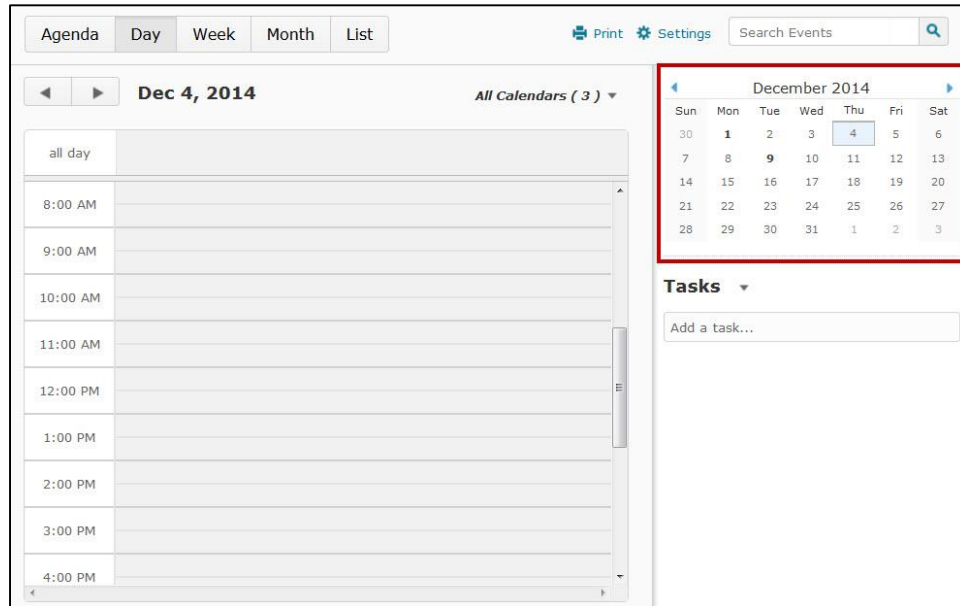 Agenda Day Week Month List Print Settings Search Events
Dec 4, 2014 All Calendars ( 3 )
all day
8:00 AM
9:00 AM
10:00 AM
11:00 AM
12:00 PM
1:00 PM
2:00 PM
3:00 PM
4:00 PM
December 2014
Sun Mon Tue Wed Thu Fri Sat
30 1 2 3 4 5 6
7 8 9 10 11 12 13
14 15 16 17 18 19 20
21 22 23 24 25 26 27
28 29 30 31 1 2 3
Tasks
Add a task...